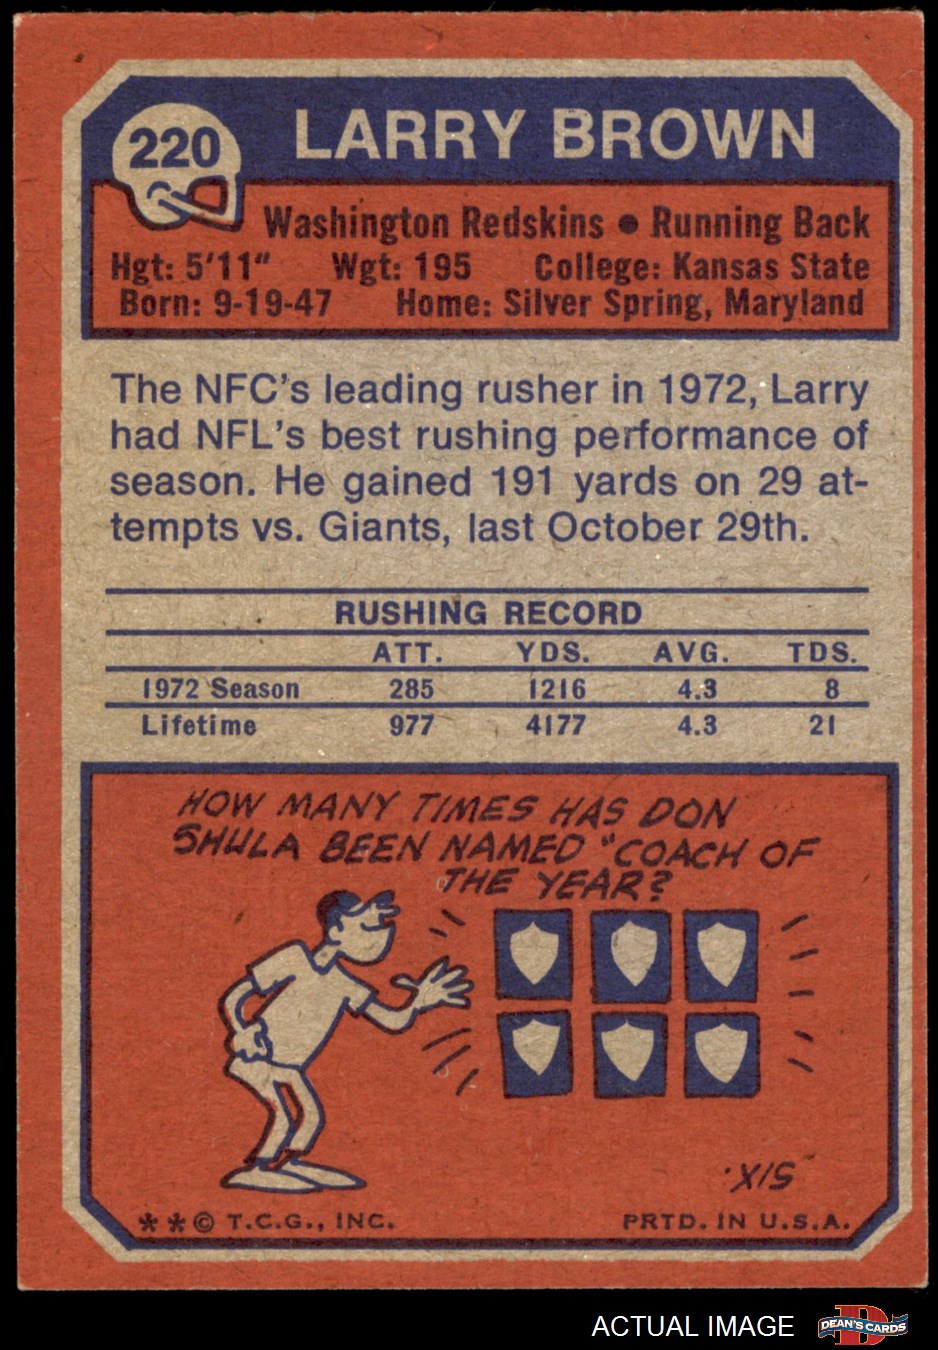 220
LARRY BROWN
Washington Redskins • Running Back
Hgt: 5'11" Wgt: 195 College: Kansas State
Born: 9-19-47 Home: Silver Spring, Maryland
The NFC's leading rusher in 1972, Larry
had NFL's best rushing performance of
season. He gained 191 yards on 29 at-
tempts vs. Giants, last October 29th.
RUSHING RECORD
ATT. YDS. AVG. TDS.
1972 Season 285 1216 4.3 8
Lifetime 977 4177 4.3 21
HOW MANY TIMES HAS DON
SHULA BEEN NAMED "COACH OF
THE YEAR?
SIX.
** © T.C.G., INC. PRTD. IN U.S.A.
ACTUAL IMAGE
DEAN'S CARDS